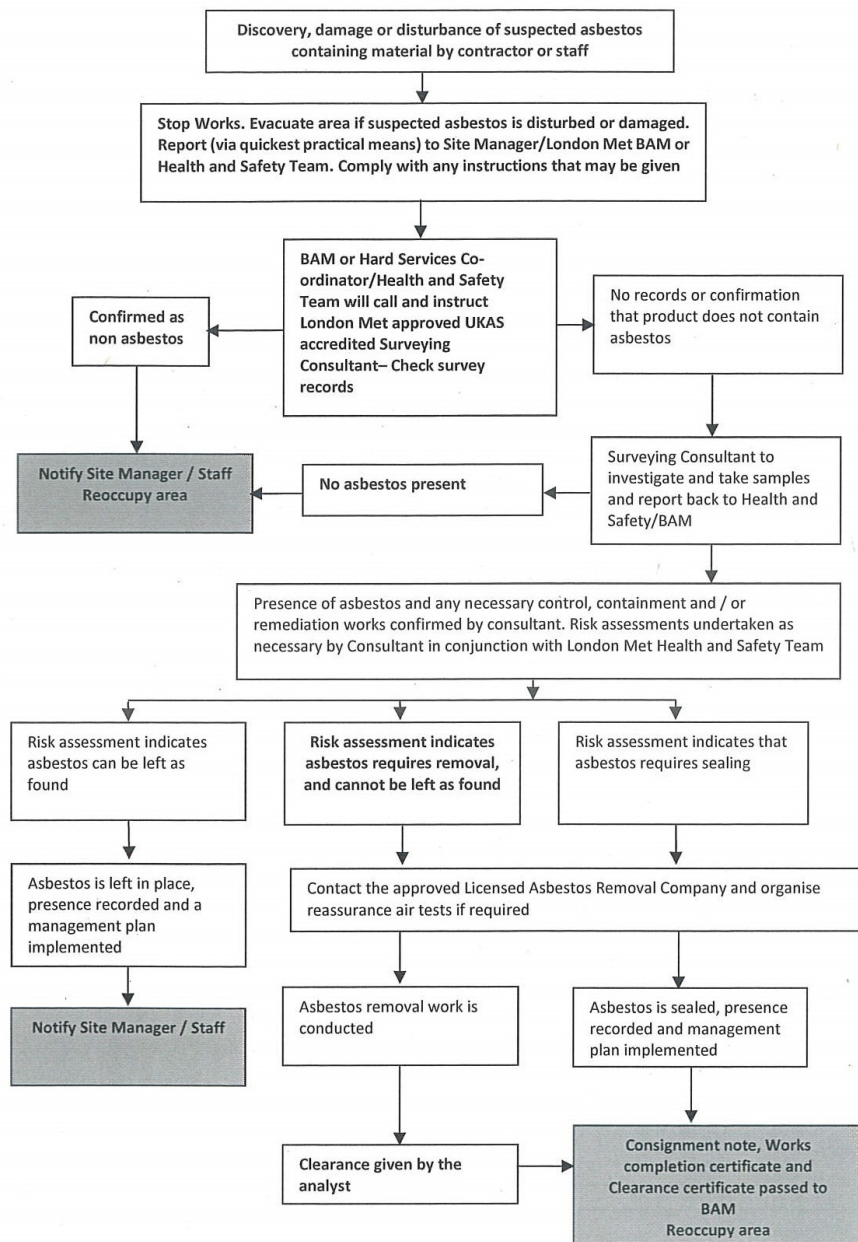 Discovery, damage or disturbance of suspected asbestos
containing material by contractor or staff
Stop Works. Evacuate area if suspected asbestos is disturbed or damaged.
Report (via quickest practical means) to Site Manager/London Met BAM or
Health and Safety Team. Comply with any instructions that may be given
BAM or Hard Services Co-
ordinator/Health and Safety
Team will call and instruct
London Met approved UKAS
accredited Surveying
Consultant– Check survey
records
Confirmed as
non asbestos
No records or confirmation
that product does not contain
asbestos
Notify Site Manager / Staff
Reoccupy area
No asbestos present
Surveying Consultant to
investigate and take samples
and report back to Health and
Safety/BAM
Presence of asbestos and any necessary control, containment and / or
remediation works confirmed by consultant. Risk assessments undertaken as
necessary by Consultant in conjunction with London Met Health and Safety Team
Risk assessment indicates
asbestos can be left as
found
Risk assessment indicates
asbestos requires removal,
and cannot be left as found
Risk assessment indicates that
asbestos requires sealing
Asbestos is left in place,
presence recorded and a
management plan
implemented
Contact the approved Licensed Asbestos Removal Company and organise
reassurance air tests if required
Notify Site Manager / Staff
Asbestos removal work is
conducted
Asbestos is sealed, presence
recorded and management
plan implemented
Clearance given by the
analyst
Consignment note, Works
completion certificate and
Clearance certificate passed to
BAM
Reoccupy area